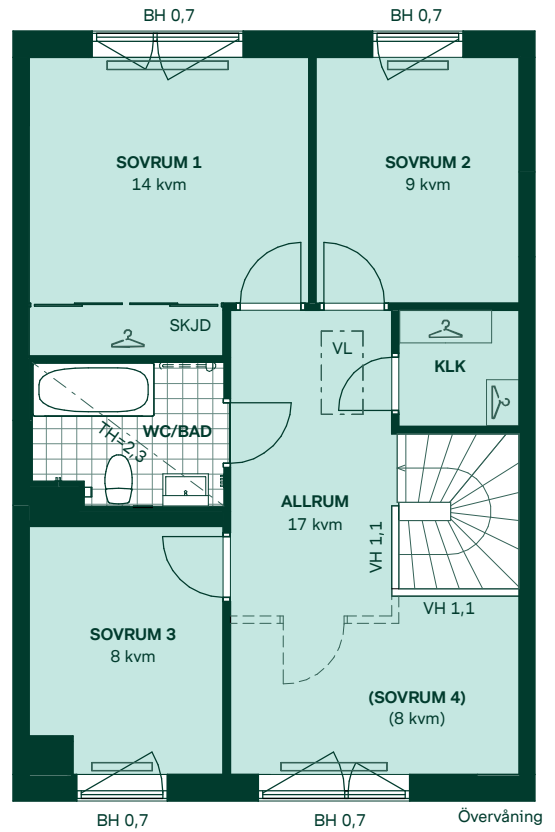 BH 0,7
BH 0,7
SOVRUM 1
14 kvm
SOVRUM 2
9 kvm
SKJD
VL
KLK
WC/BAD
TH=2,3
ALLRUM
17 kvm
VH 1,1
VH 1,1
SOVRUM 3
8 kvm
(SOVRUM 4)
(8 kvm)
BH 0,7
BH 0,7
Övervåning